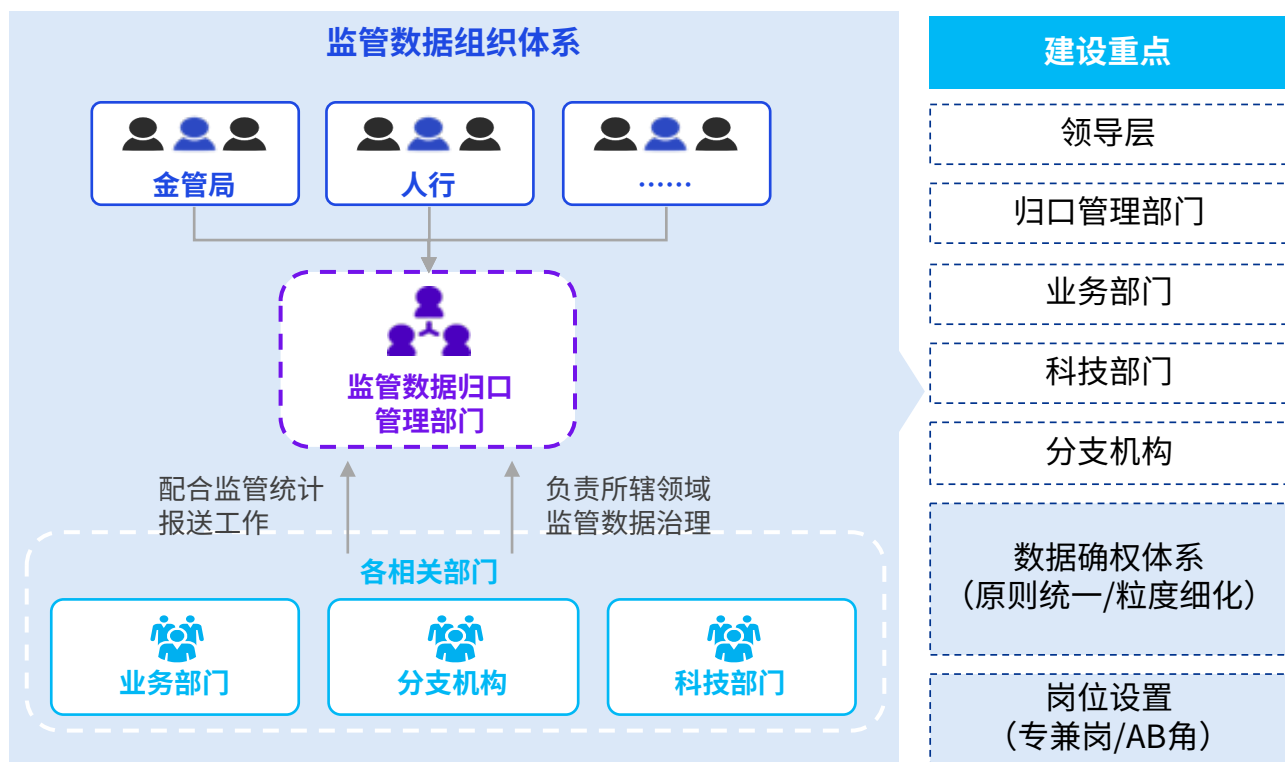 监管数据组织体系
金管局
人行
……
监管数据归口
管理部门
配合监管统计
报送工作
负责所辖领域
监管数据治理
各相关部门
业务部门
分支机构
科技部门
建设重点
领导层
归口管理部门
业务部门
科技部门
分支机构
数据确权体系
（原则统一/粒度细化）
岗位设置
（专兼岗/AB角）